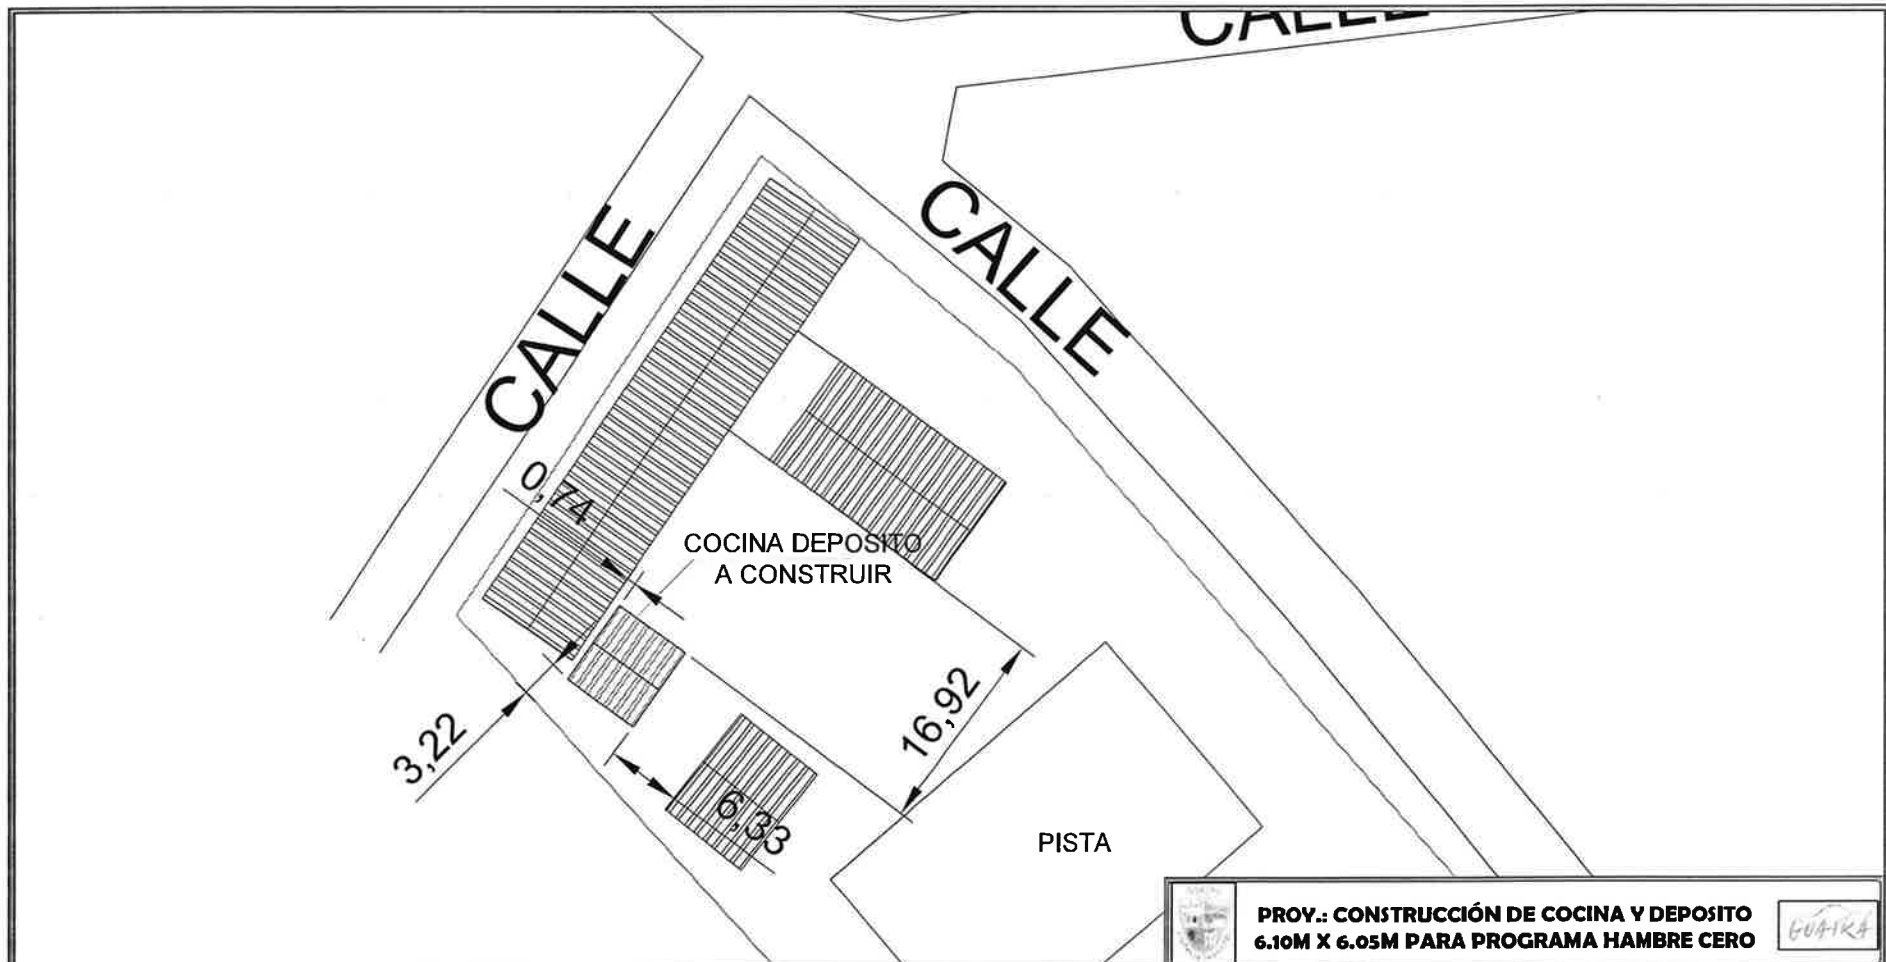 CALLE
CALLE
CALLE
0,74
COCINA DEPOSITO
A CONSTRUIR
3,22
16,92
6,33
PISTA
PROY.: CONSTRUCCIÓN DE COCINA Y DEPOSITO
6.10M X 6.05M PARA PROGRAMA HAMBRE CERO
GUAIRA